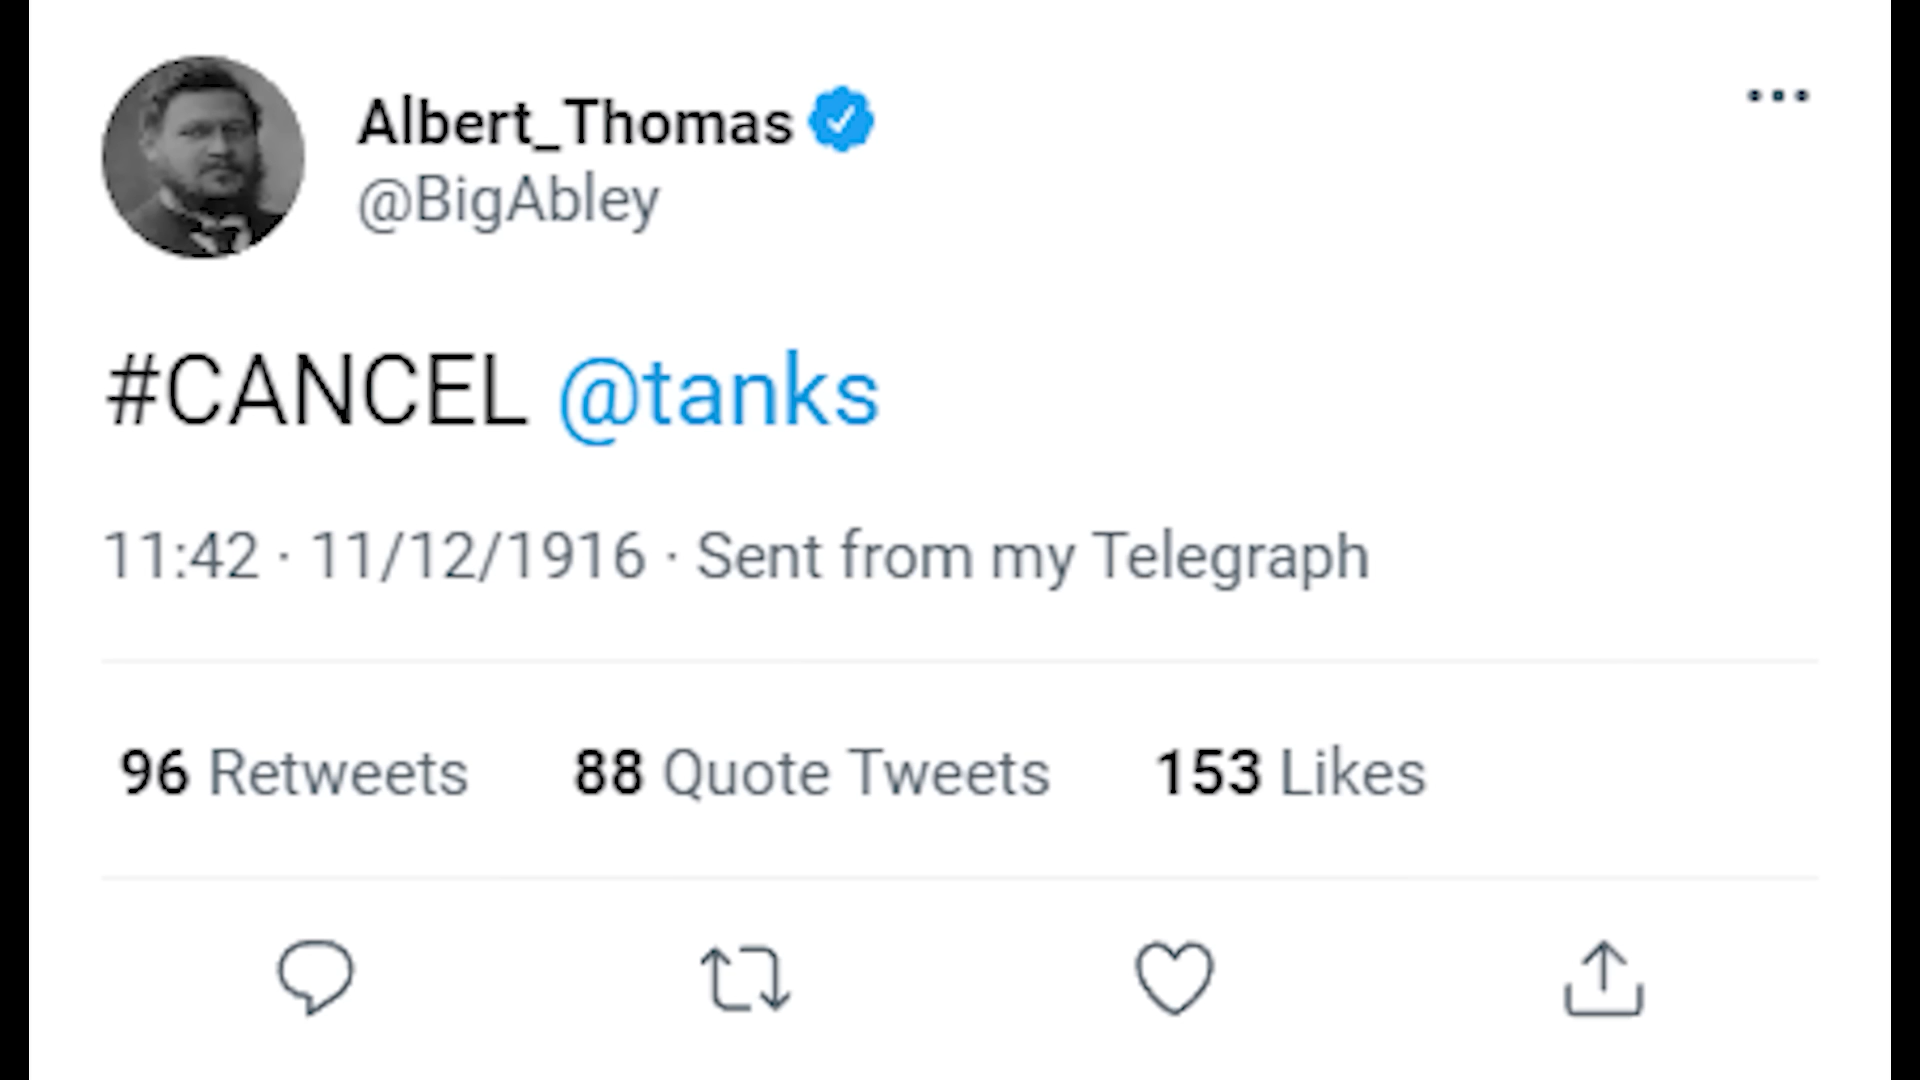 Albert_Thomas
@BigAbley
#CANCEL @tanks
11:42 · 11/12/1916 · Sent from my Telegraph
96 Retweets 88 Quote Tweets 153 Likes